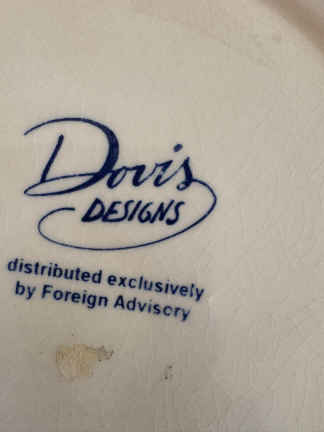 Dovis
DESIGNS
distributed exclusively
by Foreign Advisory